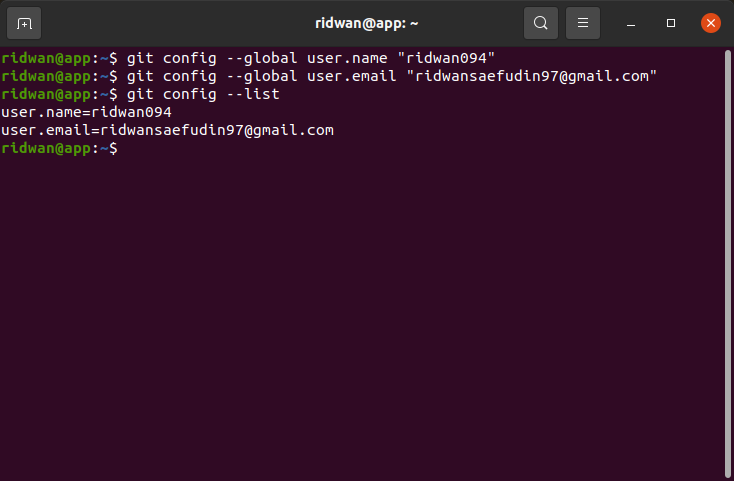 ridwan@app: ~
ridwan@app:~$ git config --global user.name "ridwan094"
ridwan@app:~$ git config --global user.email "ridwansaefudin97@gmail.com"
ridwan@app:~$ git config --list
user.name=ridwan094
user.email=ridwansaefudin97@gmail.com
ridwan@app:~$